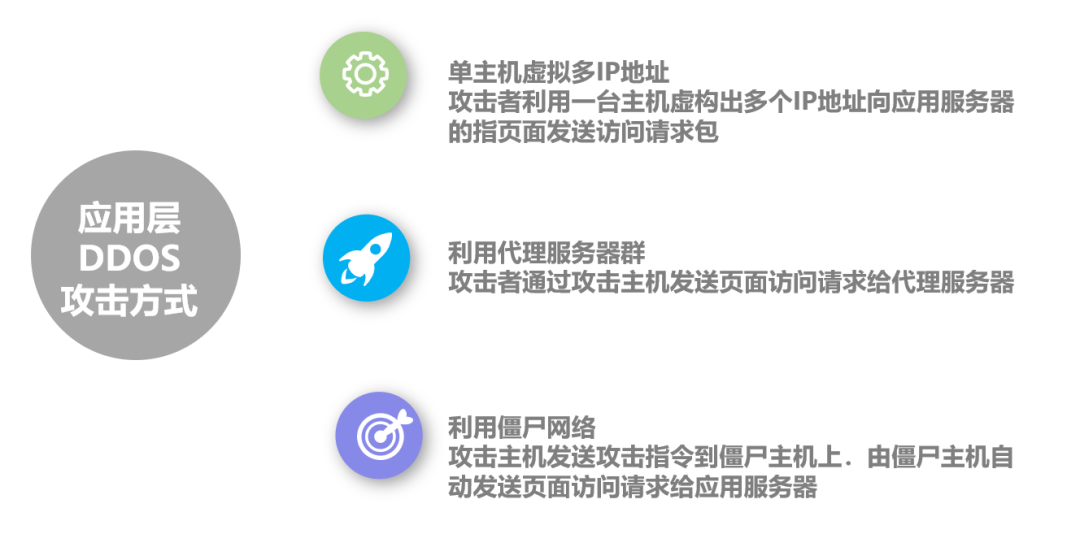 应用层
DDOS
攻击方式
单主机虚拟多IP地址
攻击者利用一台主机虚构出多个IP地址向应用服务器
的指页面发送访问请求包
利用代理服务器群
攻击者通过攻击主机发送页面访问请求给代理服务器
利用僵尸网络
攻击主机发送攻击指令到僵尸主机上．由僵尸主机自
动发送页面访问请求给应用服务器